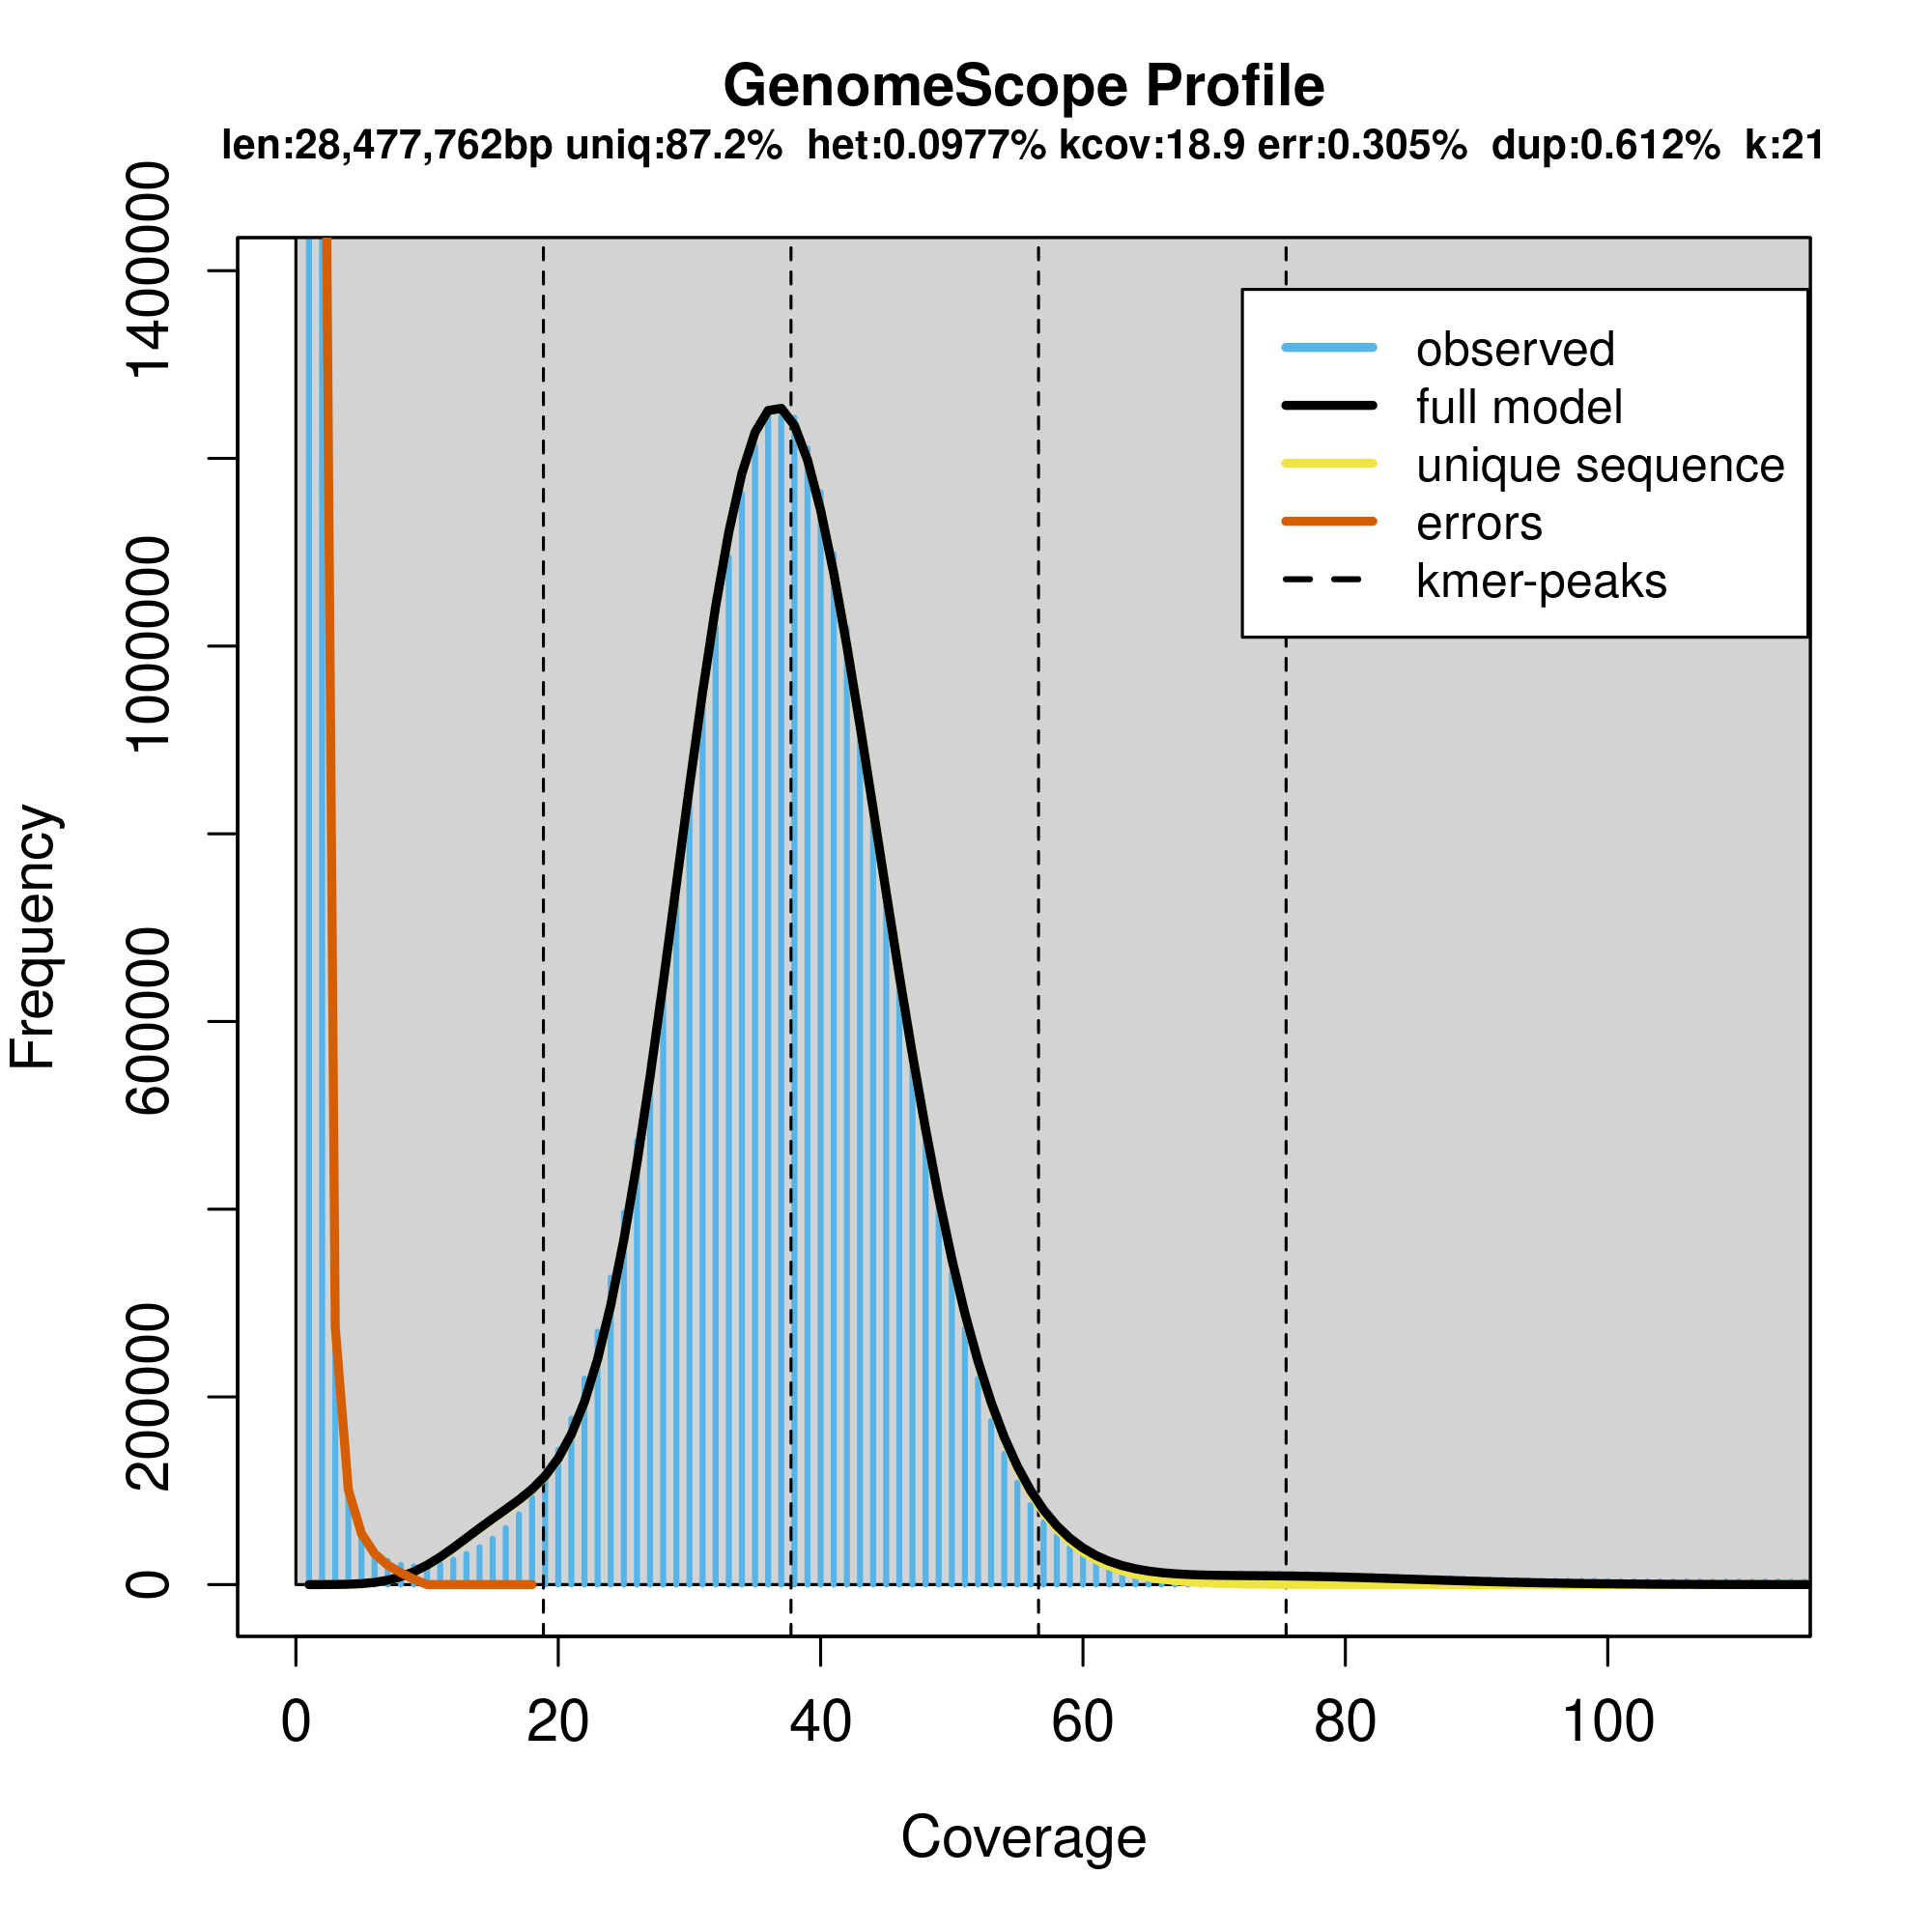 GenomeScope Profile
len:28,477,762bp uniq:87.2% het:0.0977% kcov:18.9 err:0.305% dup:0.612% k:21
observed
full model
unique sequence
errors
kmer-peaks
Frequency
1400000
1000000
600000
200000
0
0 20 40 60 80 100
Coverage